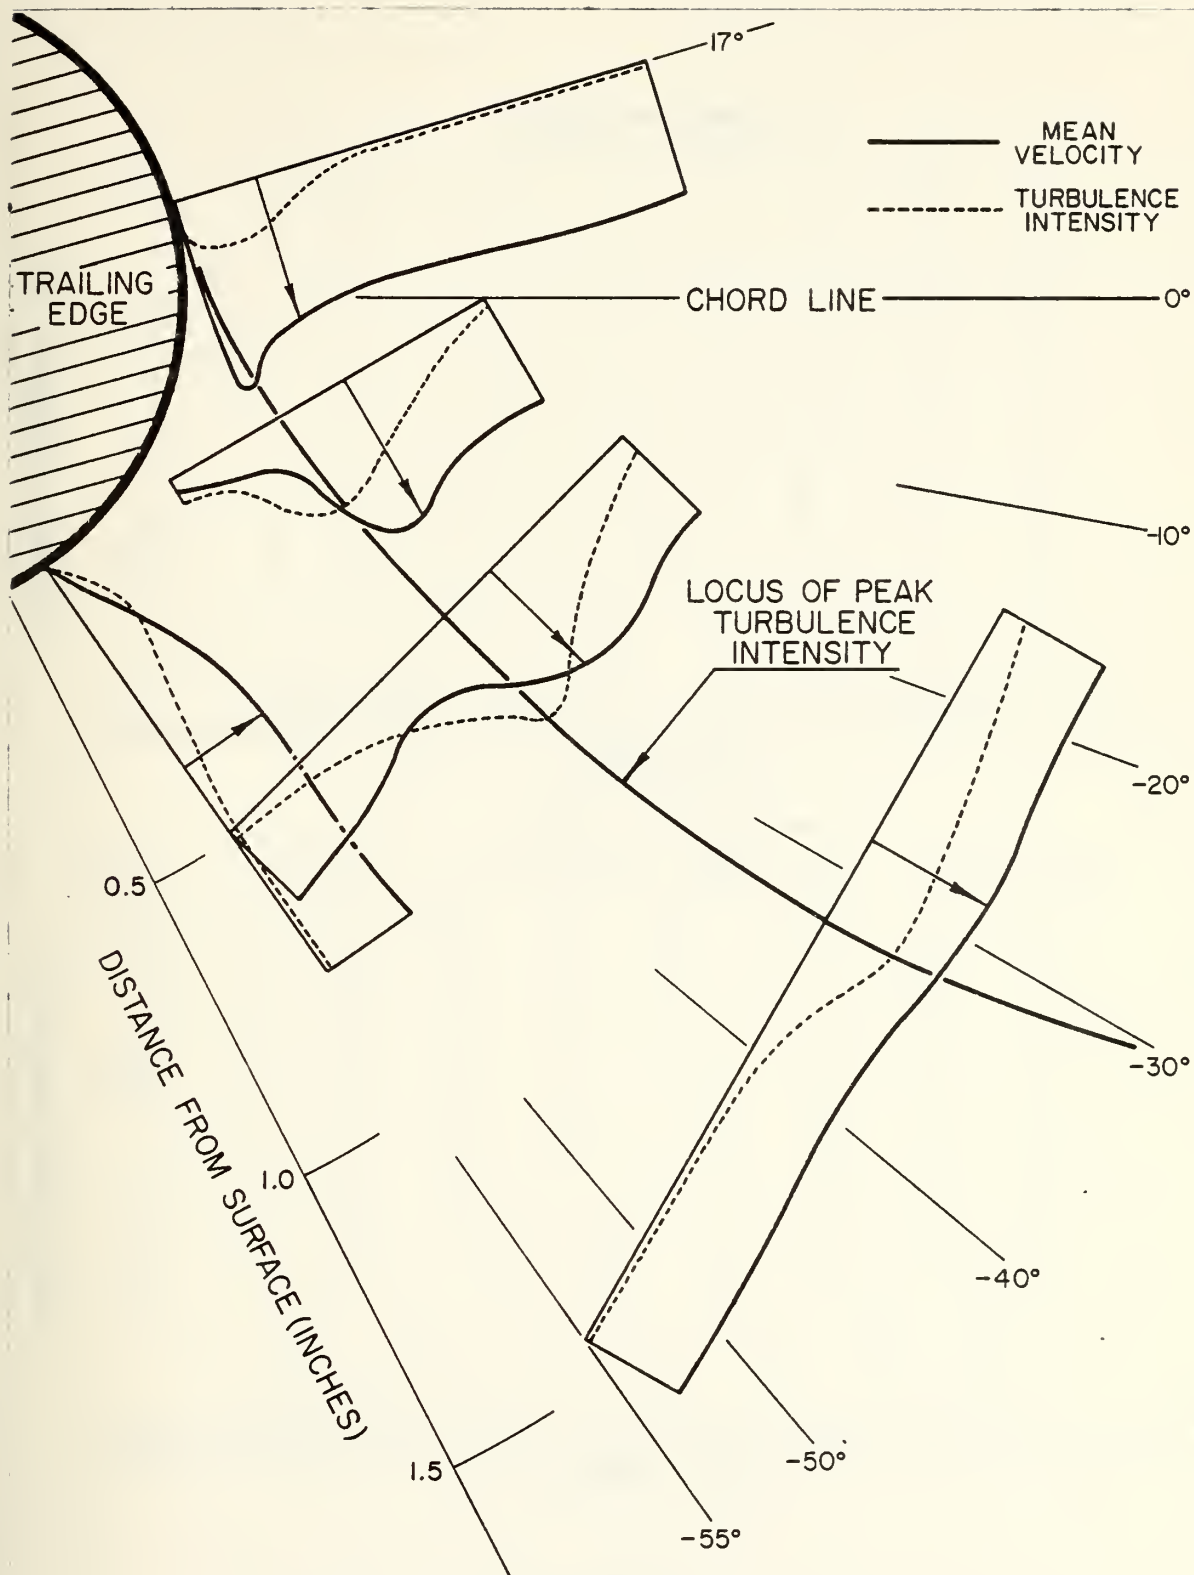 17°
MEAN
VELOCITY
TURBULENCE
INTENSITY
TRAILING
EDGE
CHORD LINE
0°
-10°
LOCUS OF PEAK
TURBULENCE
INTENSITY
-20°
0.5
DISTANCE FROM SURFACE (INCHES)
-30°
1.0
-40°
1.5
-50°
-55°